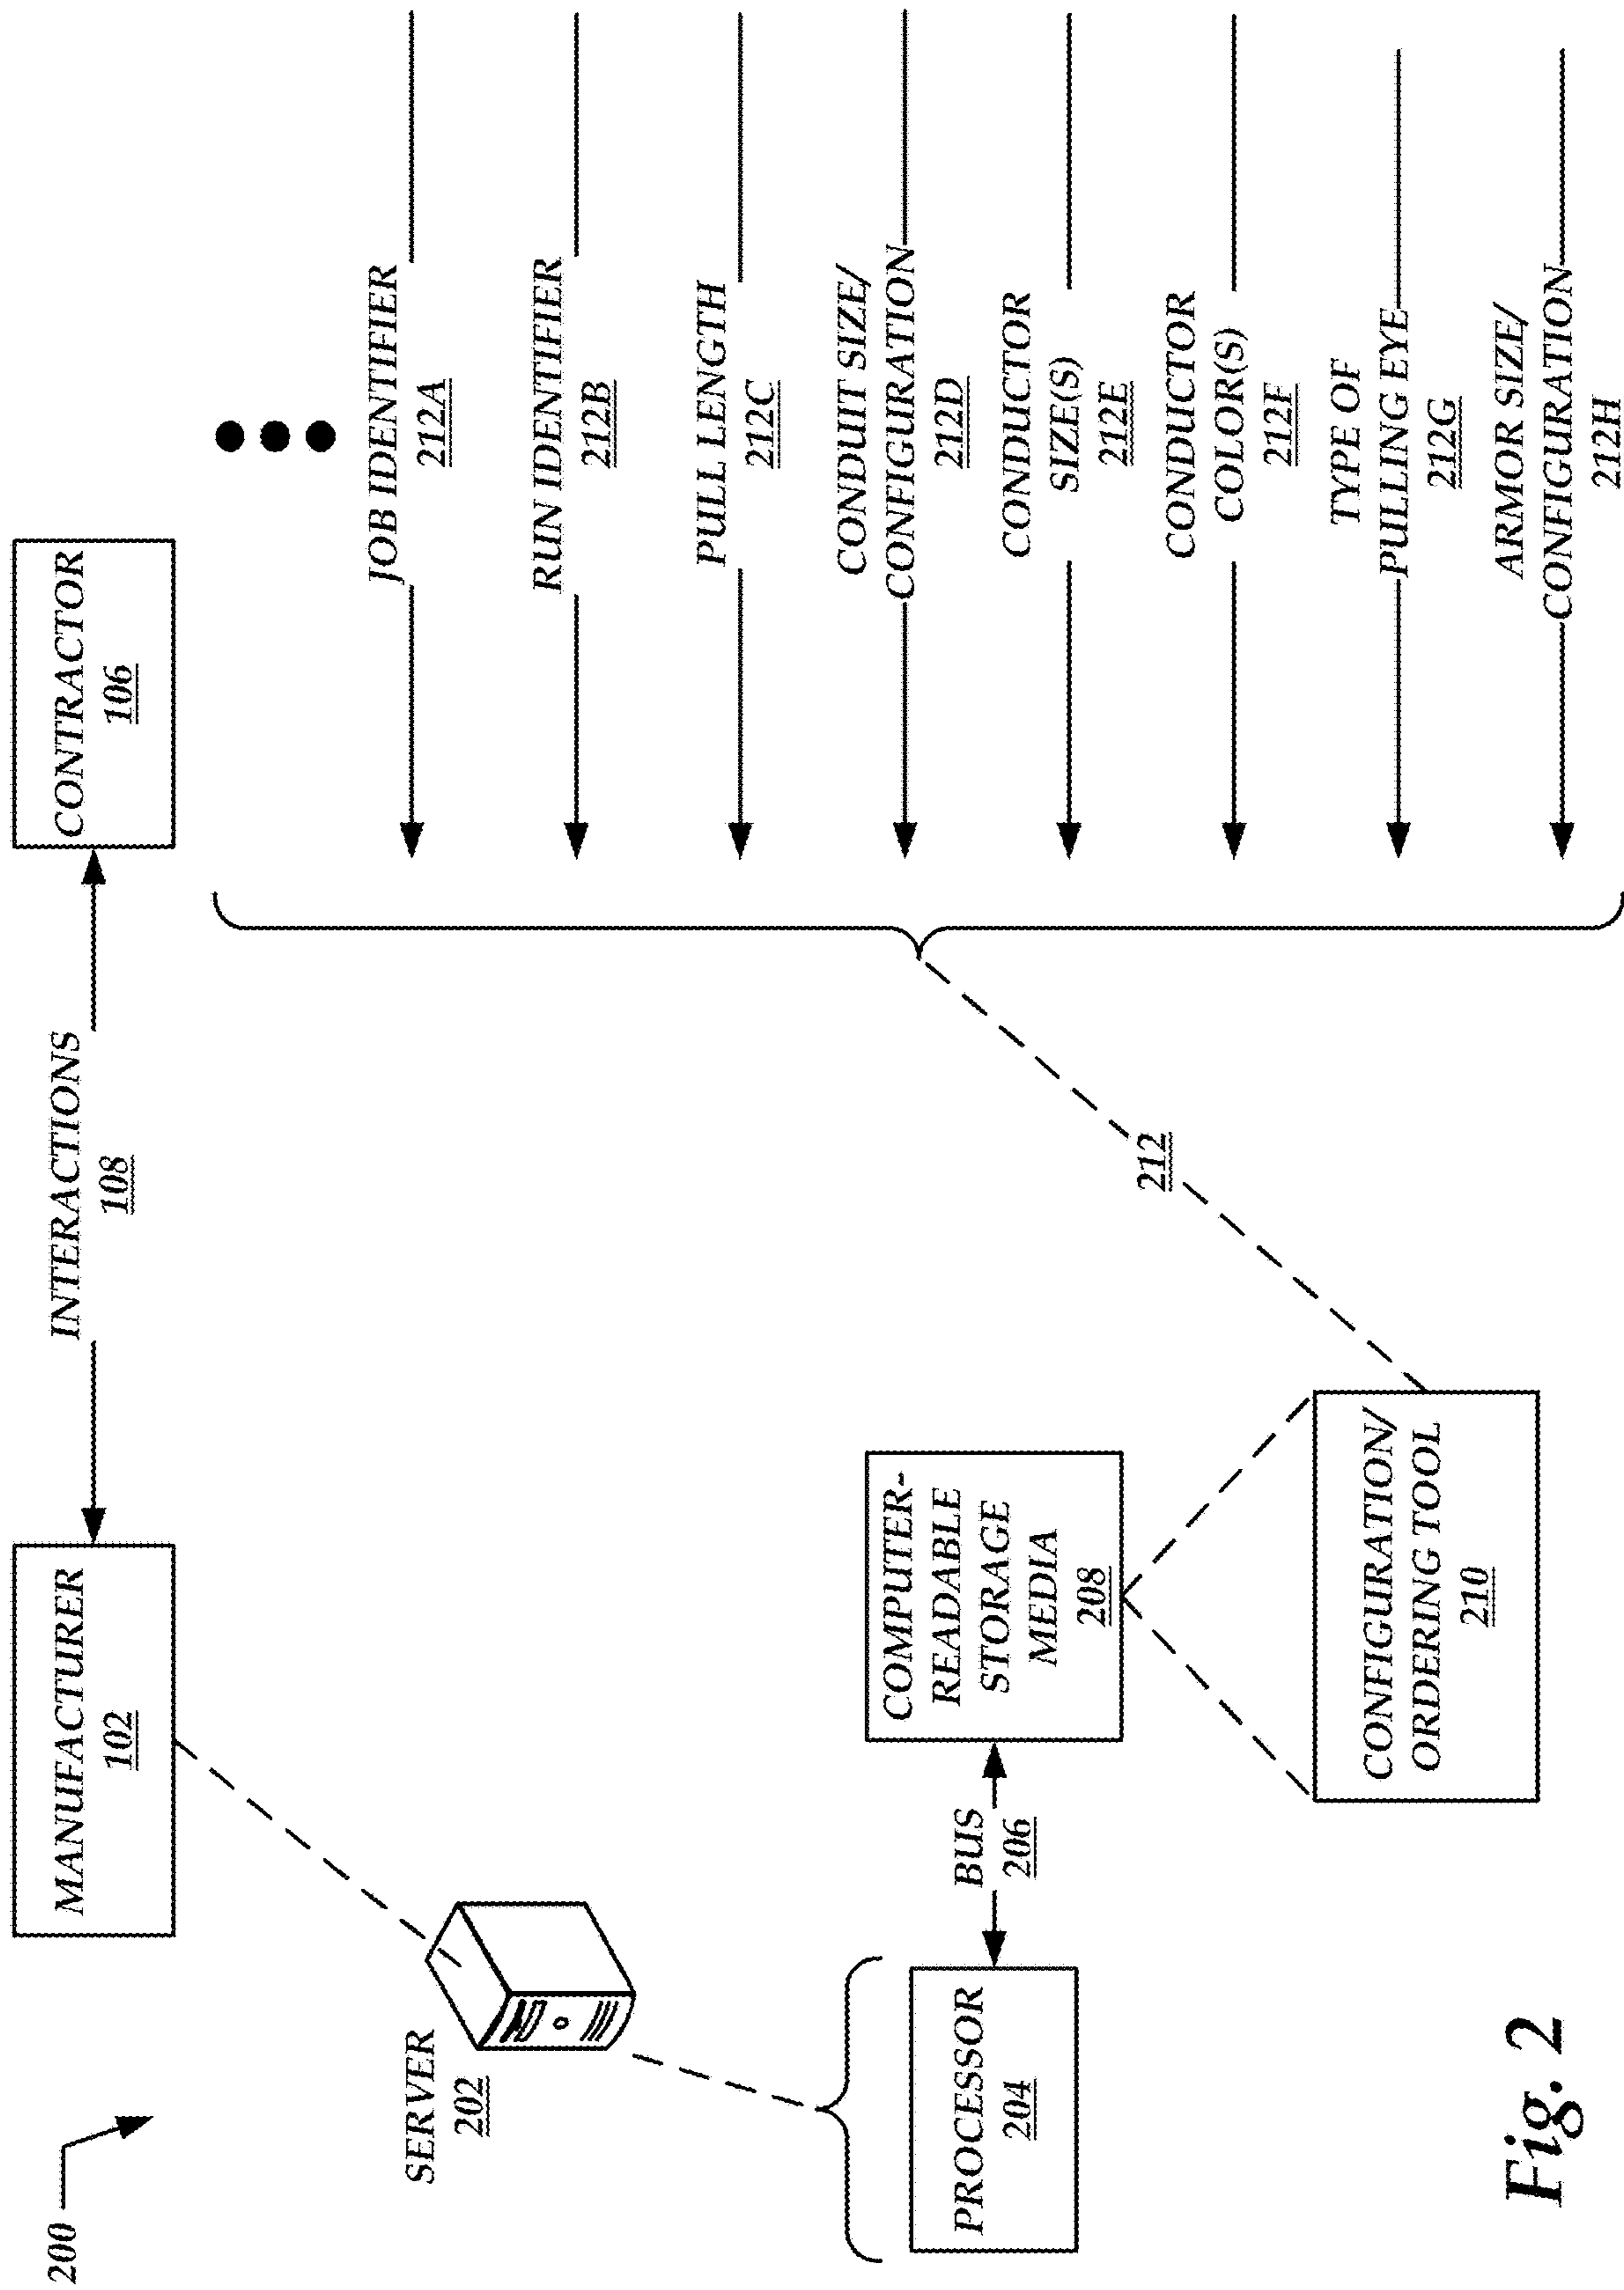 200
MANUFACTURER
102
INTERACTIONS
108
CONTRACTOR
106
SERVER
202
PROCESSOR
204
BUS
206
COMPUTER-
READABLE
STORAGE
MEDIA
208
CONFIGURATION/
ORDERING TOOL
210
212
JOB IDENTIFIER
212A
RUN IDENTIFIER
212B
PULL LENGTH
212C
CONDUIT SIZE/
CONFIGURATION
212D
CONDUCTOR
SIZE(S)
212E
CONDUCTOR
COLOR(S)
212F
TYPE OF
PULLING EYE
212G
ARMOR SIZE/
CONFIGURATION
212H
Fig. 2